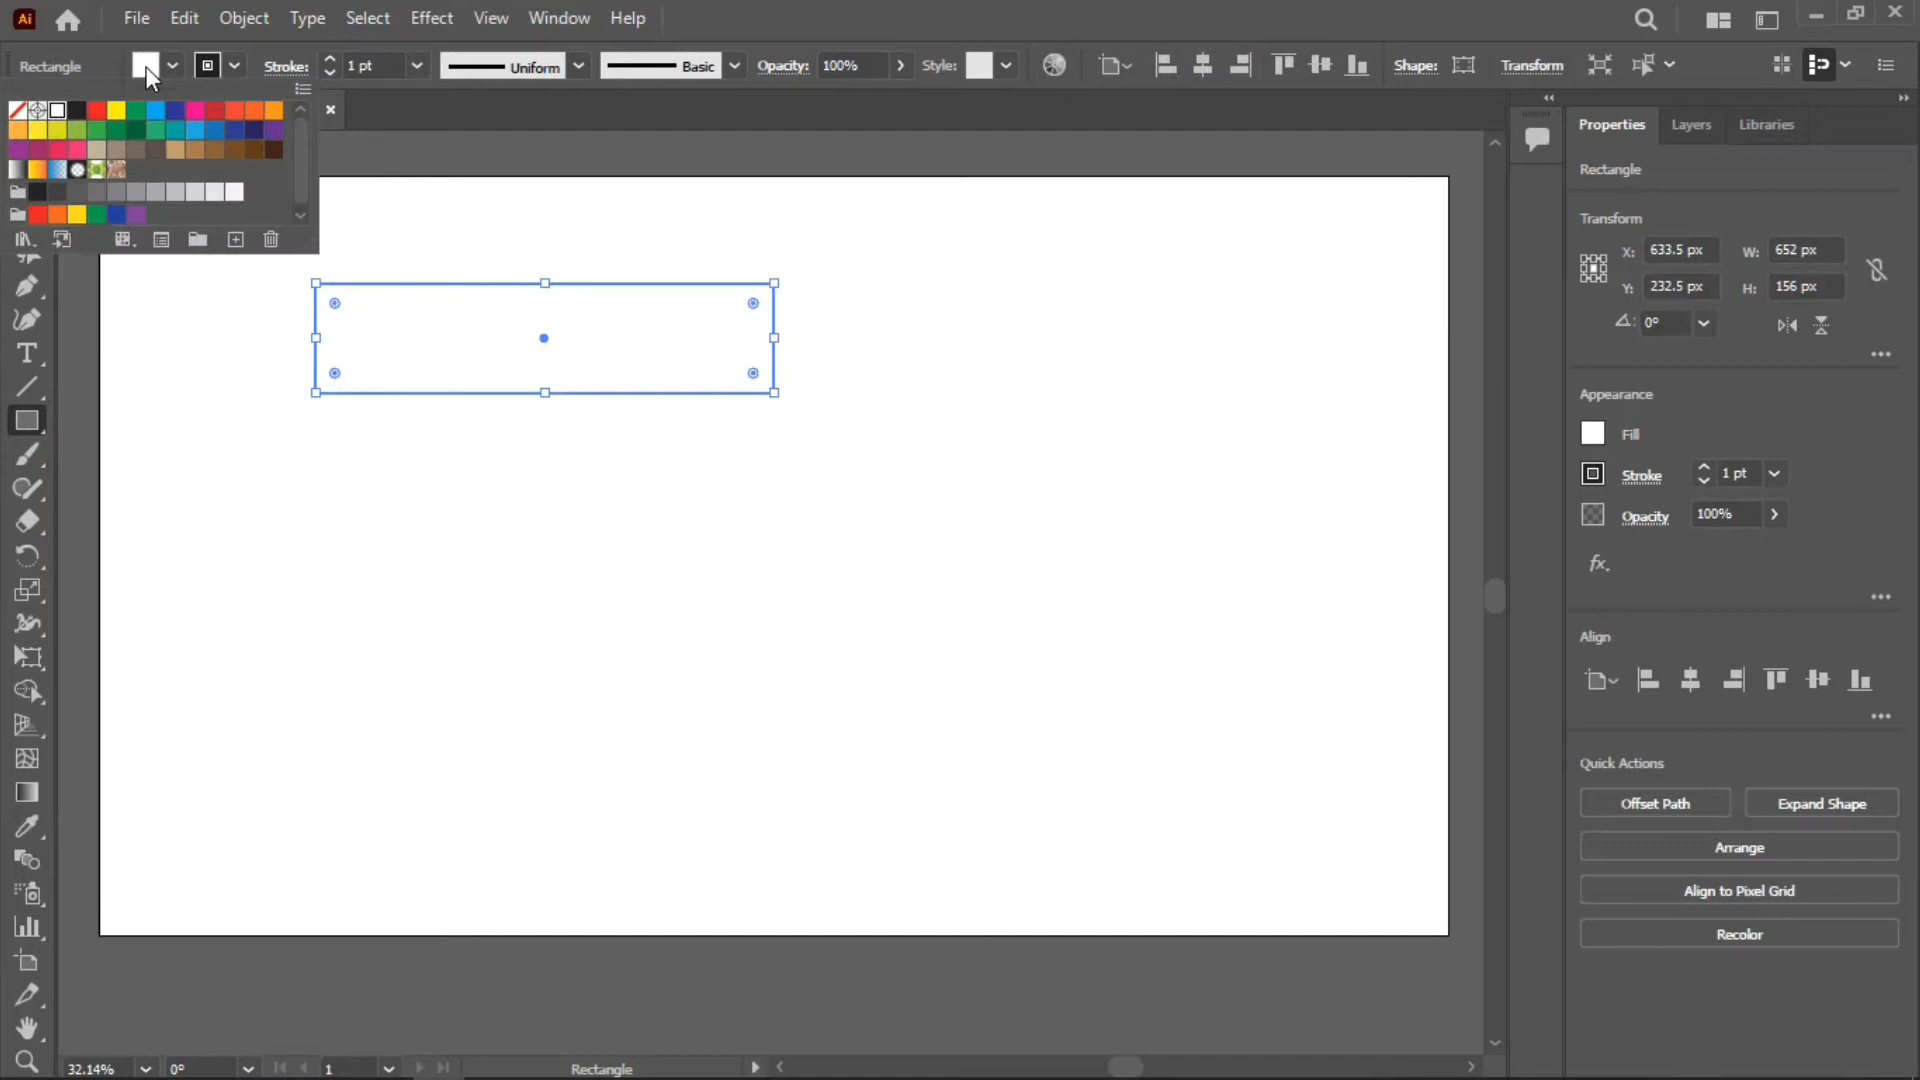 Ai File Edit Object Type Select Effect View Window Help
Rectangle Stroke: 1 pt Uniform Basic Opacity: 100% Style: Shape: Transform
Properties Layers Libraries
Rectangle
Transform
X: 633.5 px W: 652 px
Y: 232.5 px H: 156 px
0°
Appearance
Fill
Stroke 1 pt
Opacity 100%
fx
Align
Quick Actions
Offset Path Expand Shape
Arrange
Align to Pixel Grid
Recolor
32.14% 0° 1 Rectangle